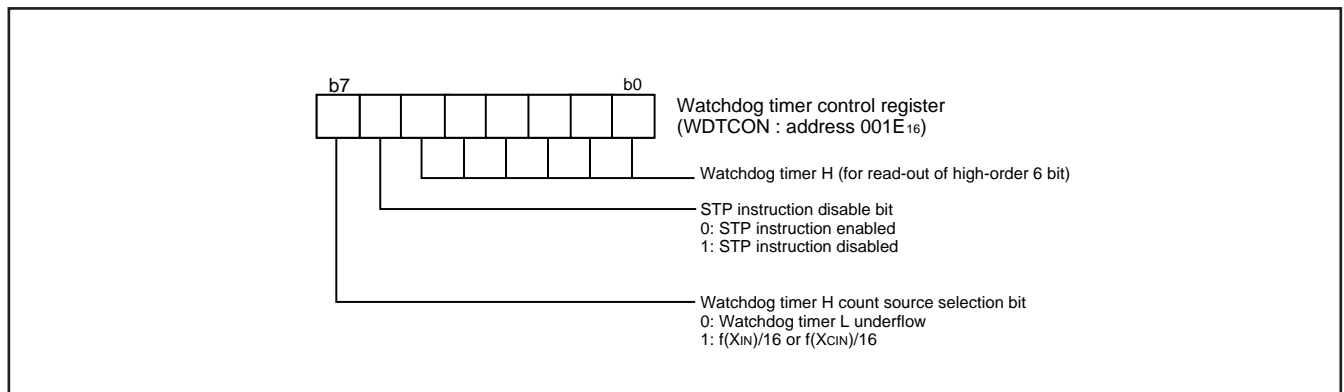 b7 b0
Watchdog timer control register
(WDTCON : address 001E16)
Watchdog timer H (for read-out of high-order 6 bit)
STP instruction disable bit
0: STP instruction enabled
1: STP instruction disabled
Watchdog timer H count source selection bit
0: Watchdog timer L underflow
1: f(XIN)/16 or f(XCIN)/16